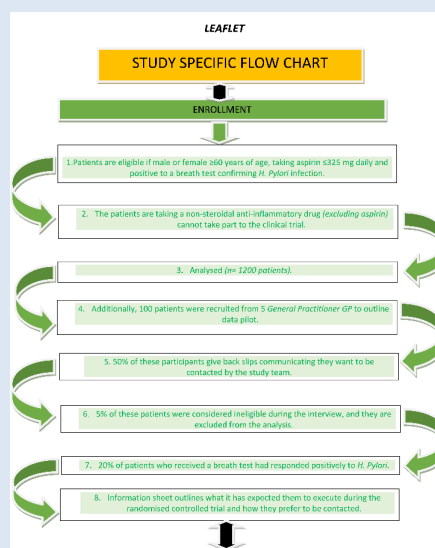 LEAFLET
STUDY SPECIFIC FLOW CHART
ENROLLMENT
1.Patients are eligible if male or female ≥60 years of age, taking aspirin ≤325 mg daily and
positive to a breath test confirming H. Pylori infection.
2. The patients are taking a non-steroidal anti-inflammatory drug (excluding aspirin)
cannot take part to the clinical trial.
3. Analysed (n= 1200 patients).
4. Additionally, 100 patients were recruited from 5 General Practitioner GP to outline
data pilot.
5. 50% of these participants give back slips communicating they want to be
contacted by the study team.
6. 5% of these patients were considered ineligible during the interview, and they are
excluded from the analysis.
7. 20% of patients who received a breath test had responded positively to H. Pylori.
8. Information sheet outlines what it has expected them to execute during the
randomised controlled trial and how they prefer to be contacted.